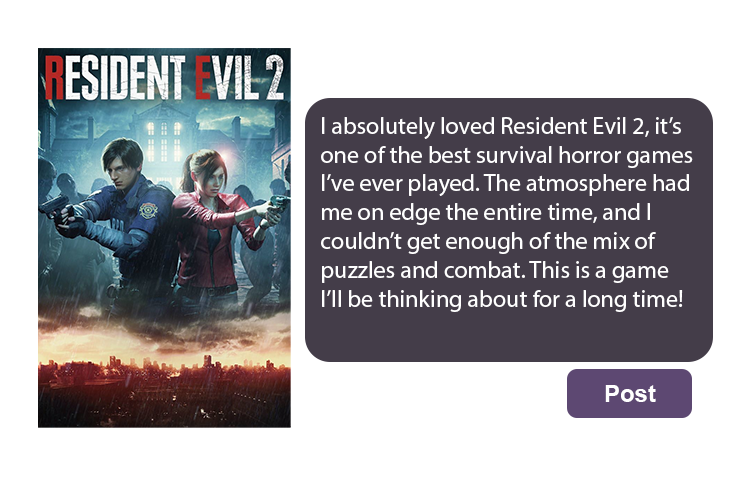 RESIDENT EVIL 2
I absolutely loved Resident Evil 2, it’s
one of the best survival horror games
I’ve ever played. The atmosphere had
me on edge the entire time, and I
couldn’t get enough of the mix of
puzzles and combat. This is a game
I’ll be thinking about for a long time!
Post